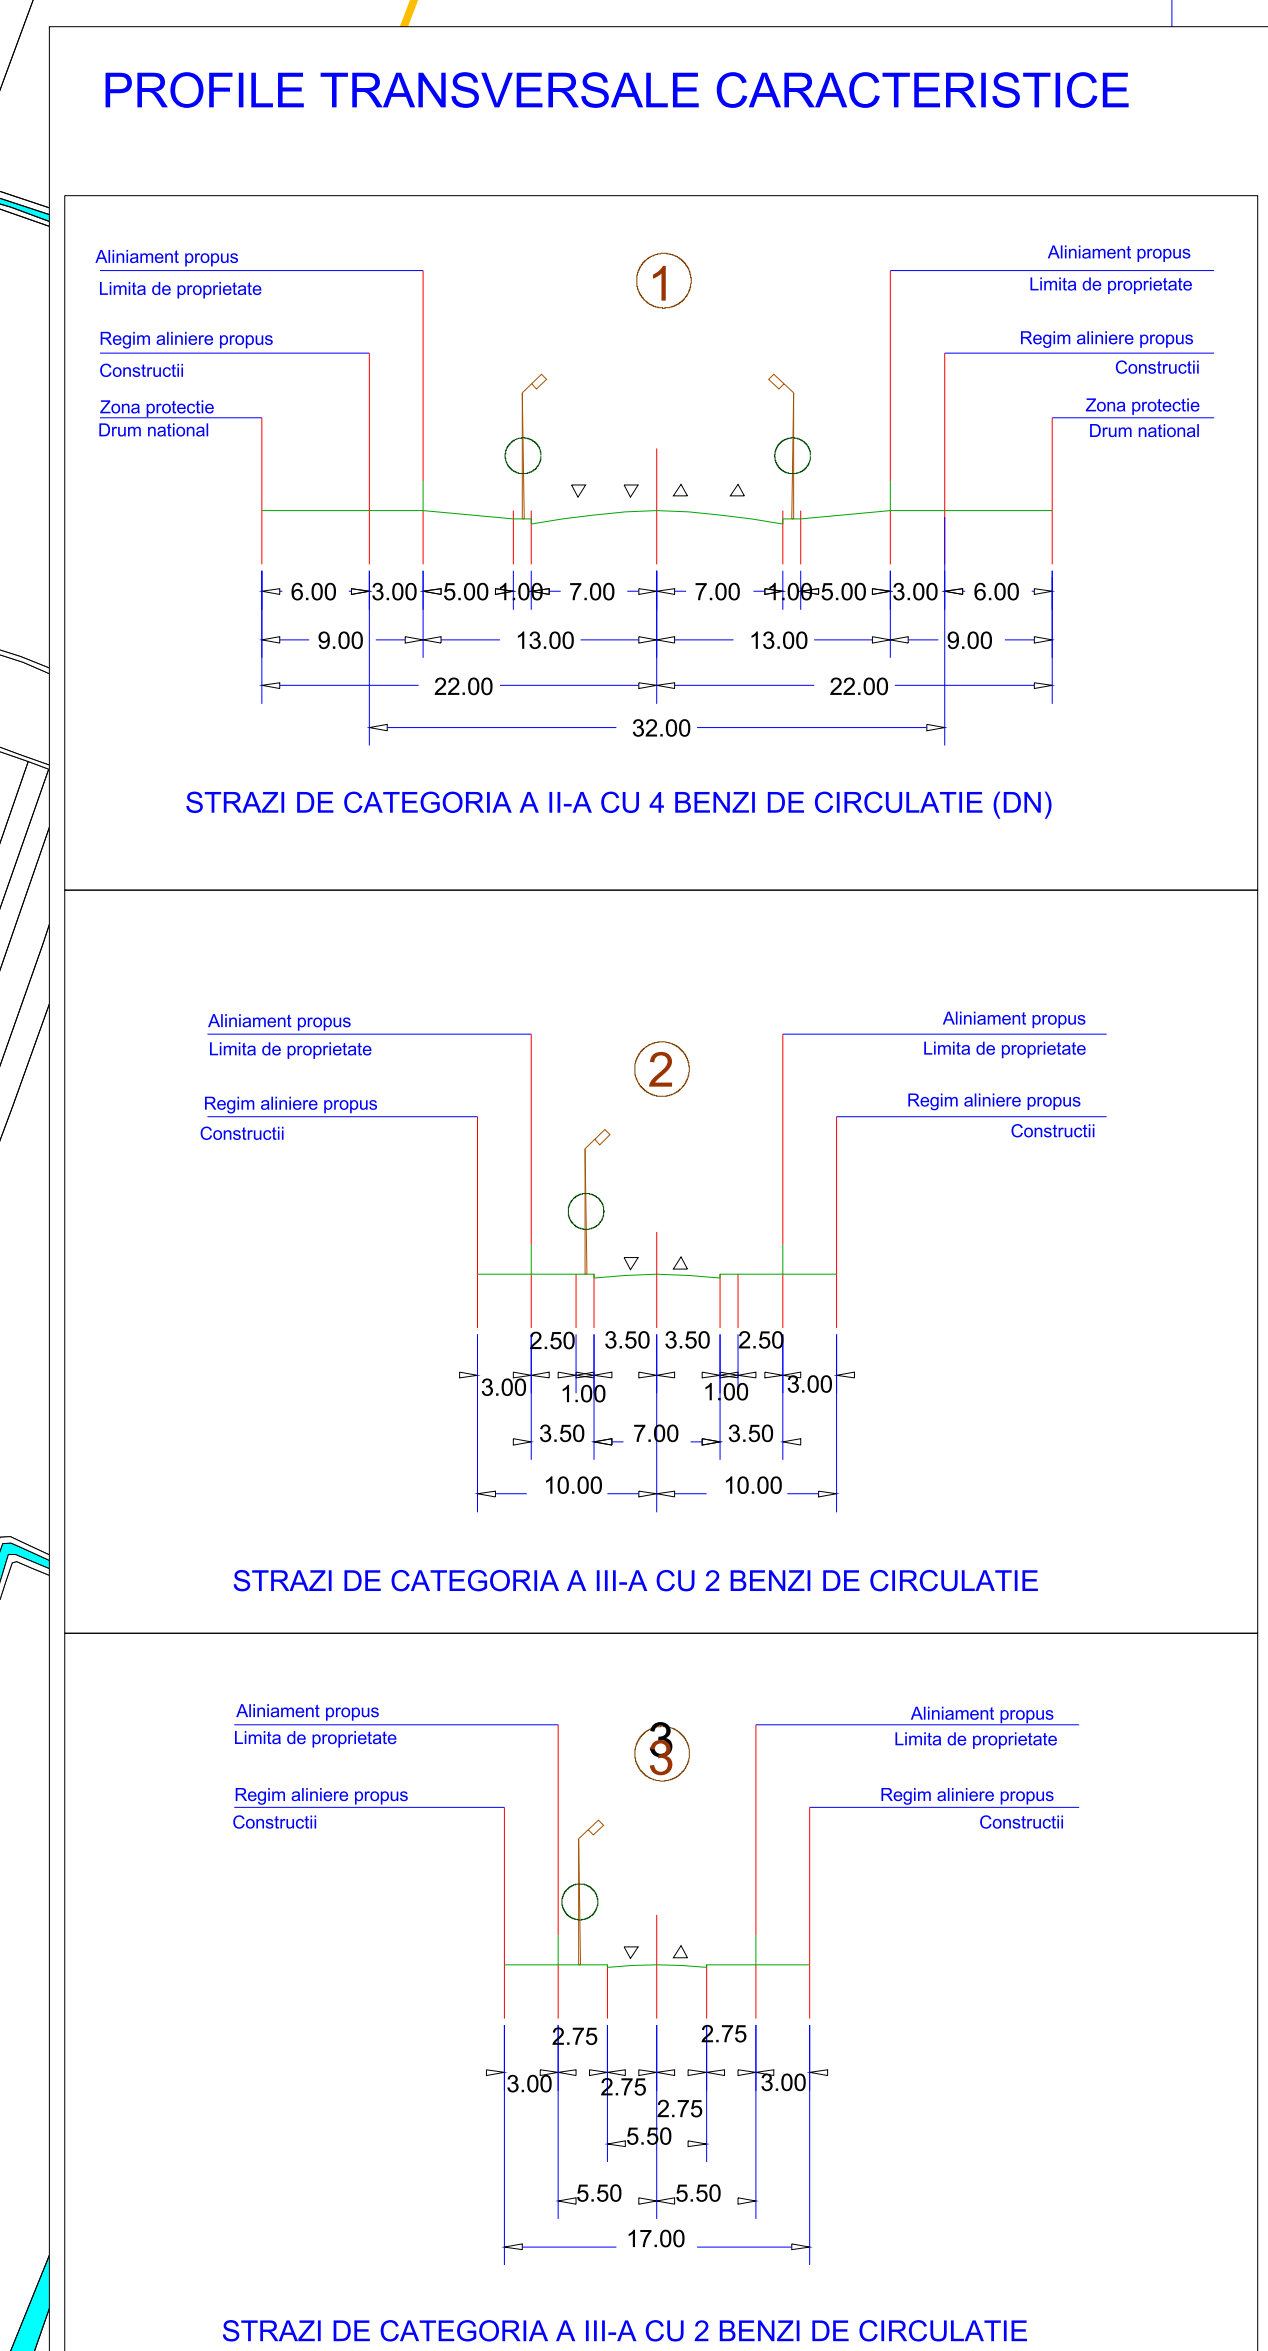 PROFILE TRANSVERSALE CARACTERISTICE
Aliniament propus
Aliniament propus
Limita de proprietate
Limita de proprietate
1
Regim aliniere propus
Regim aliniere propus
Constructii
Constructii
Zona protectie
Zona protectie
Drum national
Drum national
6.00 3.00 5.00 1.00 7.00 7.00 1.00 5.00 3.00 6.00
9.00 13.00 13.00 9.00
22.00 22.00
32.00
STRAZI DE CATEGORIA A II-A CU 4 BENZI DE CIRCULATIE (DN)
Aliniament propus
Aliniament propus
Limita de proprietate
Limita de proprietate
2
Regim aliniere propus
Regim aliniere propus
Constructii
Constructii
2.50 3.50 3.50 2.50
3.00 1.00 1.00 3.00
3.50 7.00 3.50
10.00 10.00
STRAZI DE CATEGORIA A III-A CU 2 BENZI DE CIRCULATIE
Aliniament propus
Aliniament propus
Limita de proprietate
Limita de proprietate
3
3
Regim aliniere propus
Regim aliniere propus
Constructii
Constructii
2.75 2.75
3.00 2.75 3.00
2.75
5.50
5.50 5.50
17.00
STRAZI DE CATEGORIA A III-A CU 2 BENZI DE CIRCULATIE